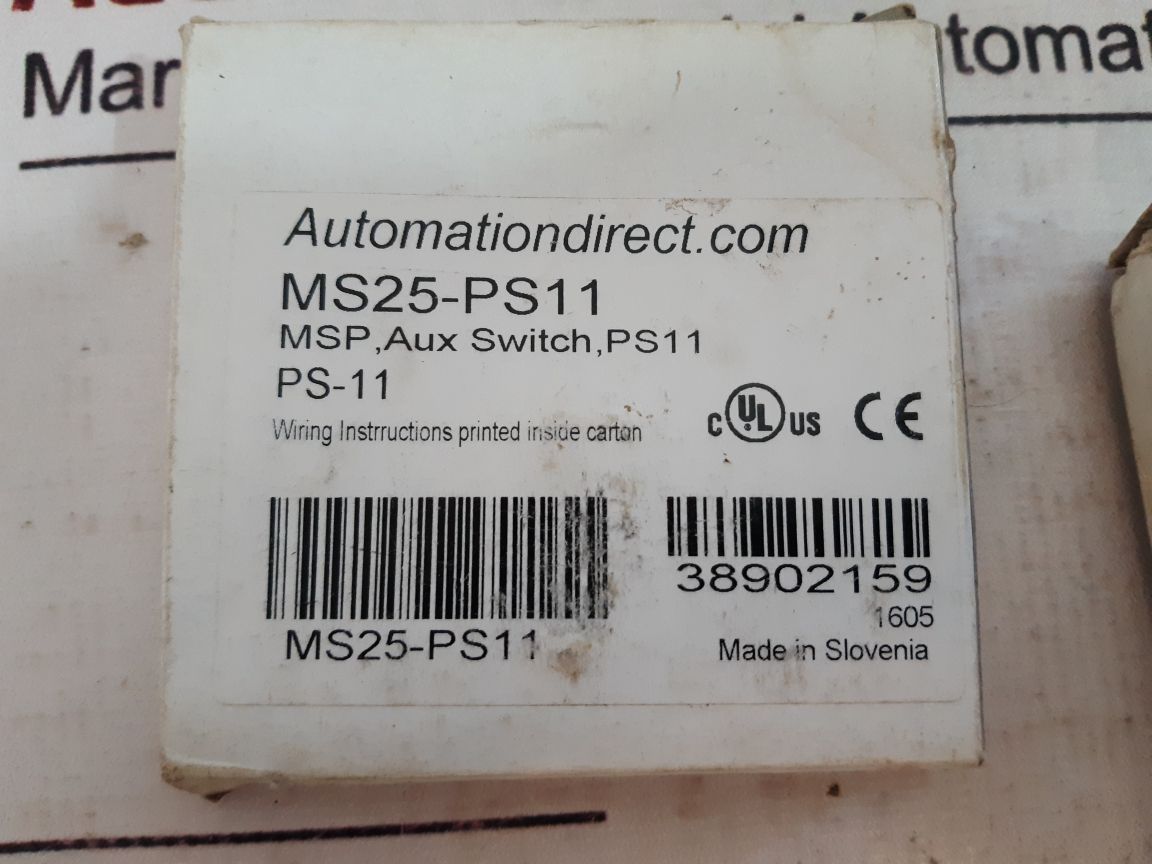 Mar
tomat
Automationdirect.com
MS25-PS11
MSP,Aux Switch,PS11
PS-11
c UL US CE
Wiring Instrructions printed inside carton
38902159
1605
MS25-PS11
Made in Slovenia